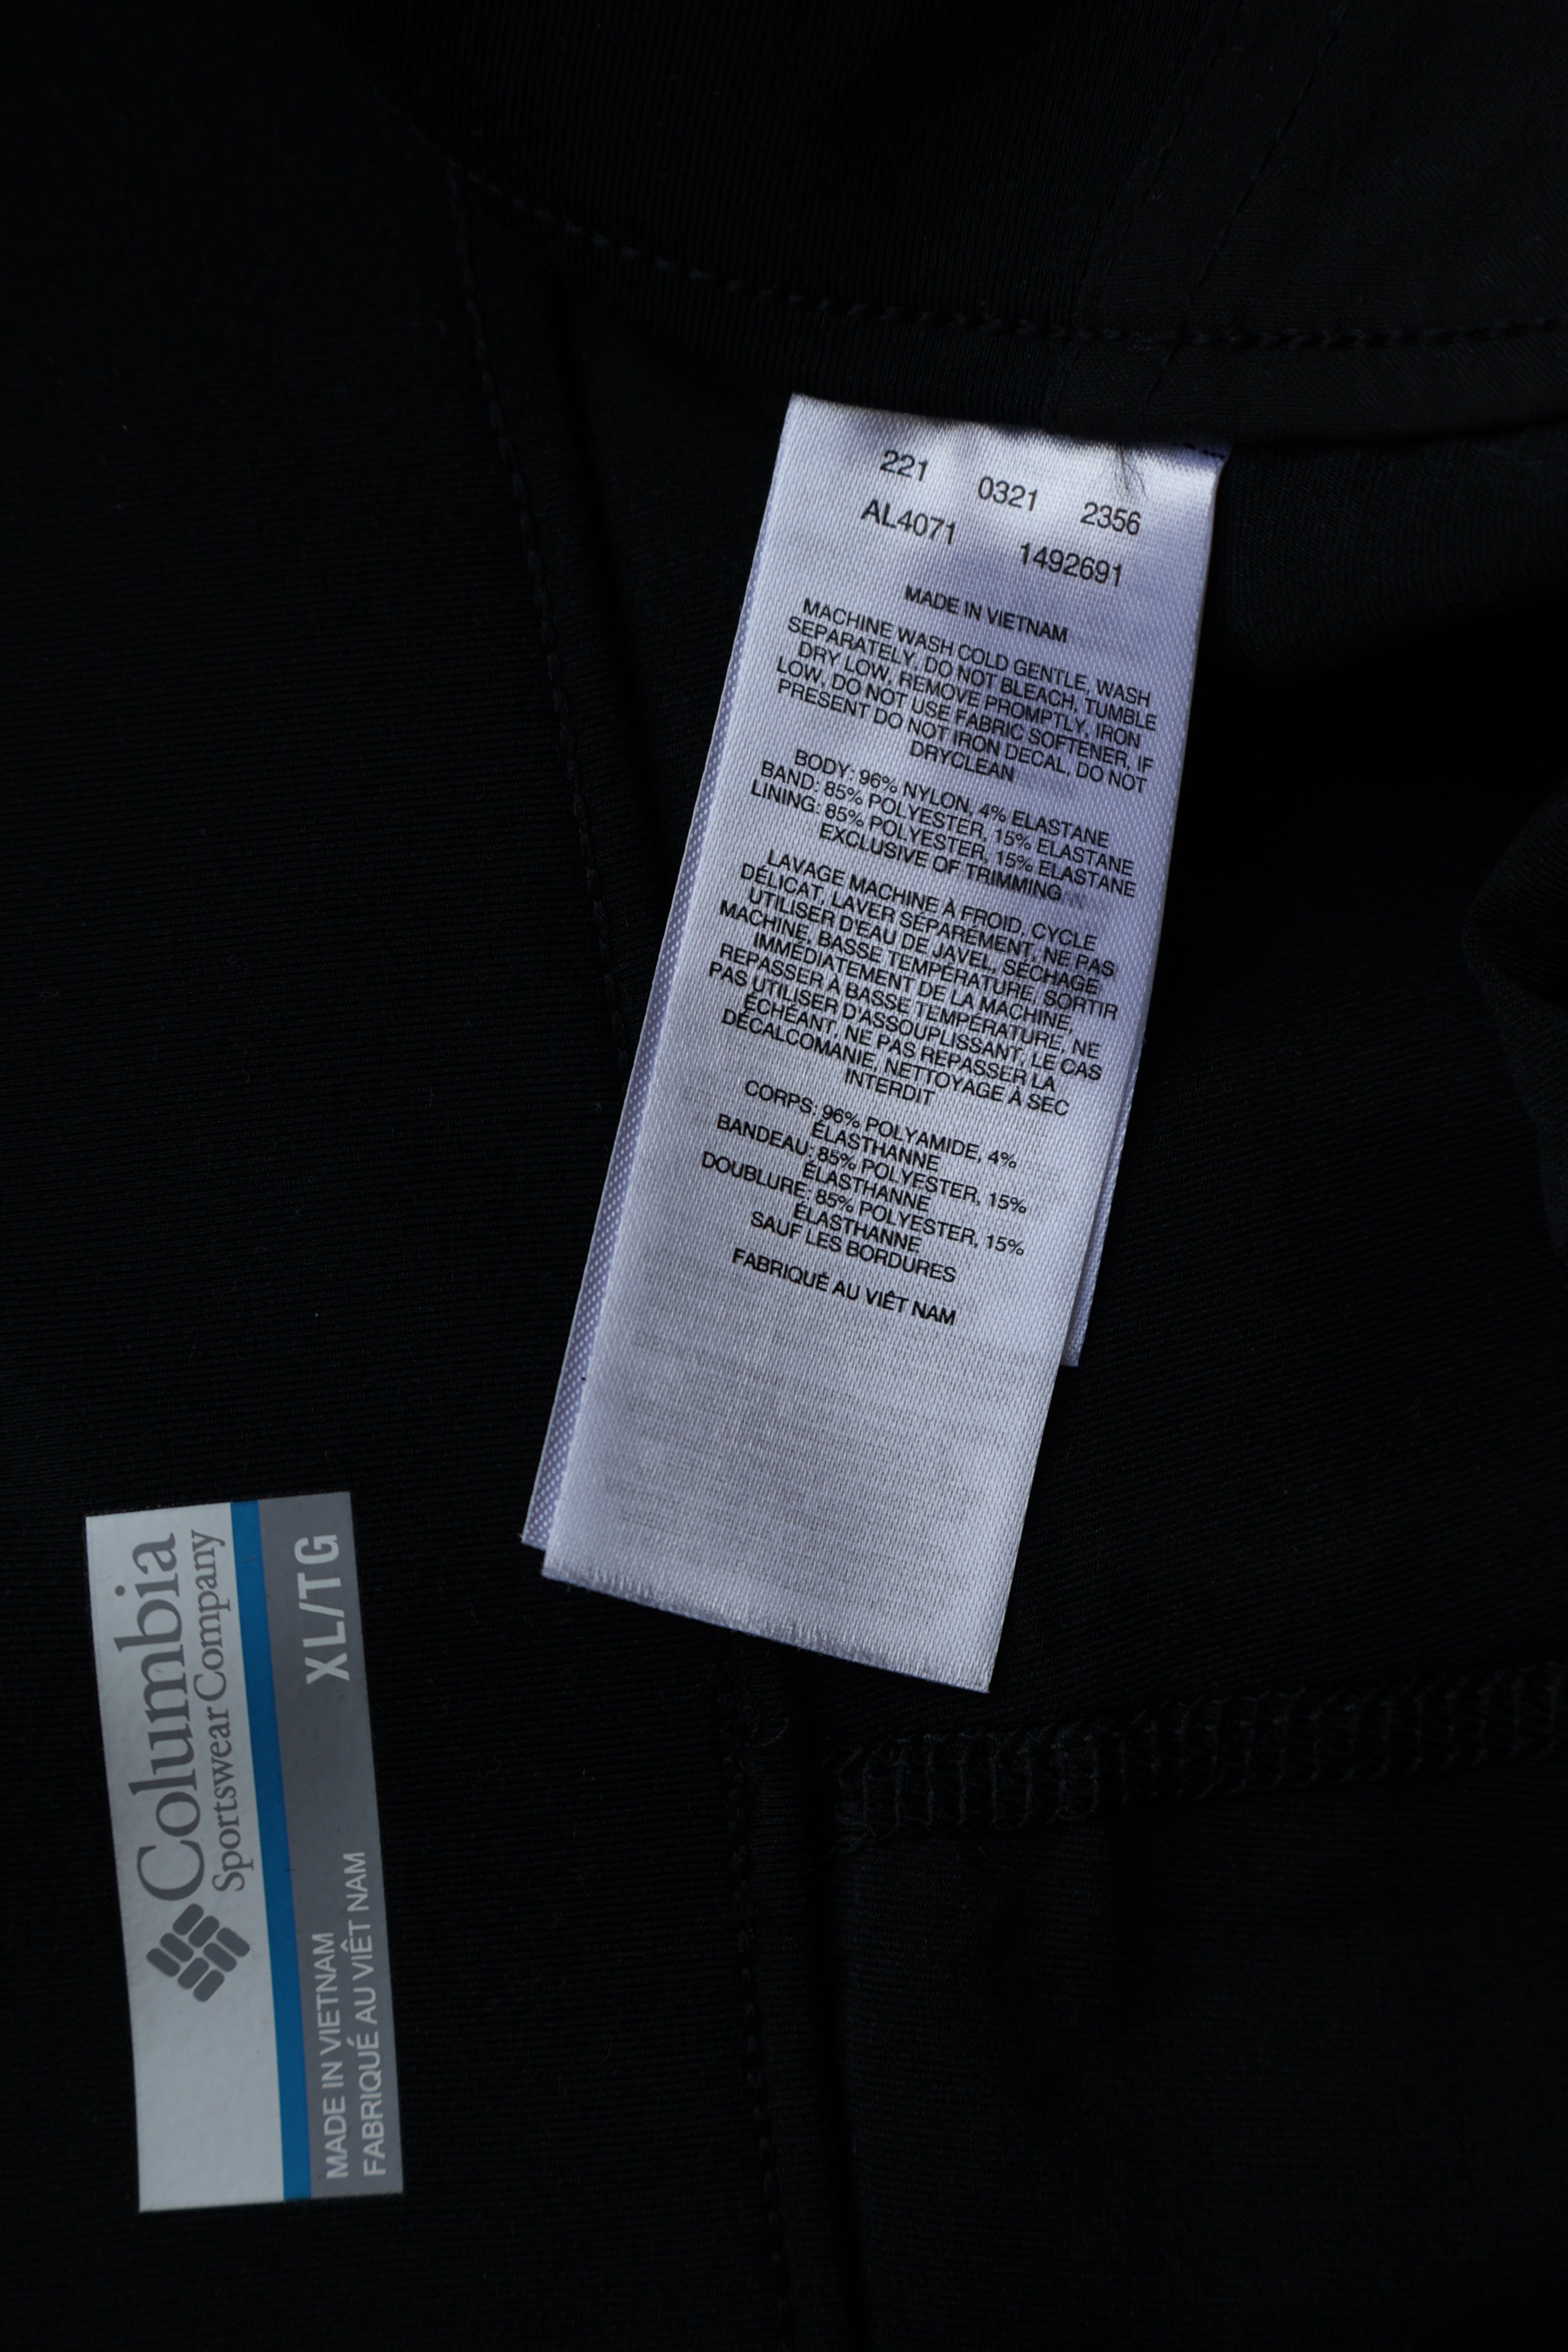 221 0321 2356
AL4071 1492691
MADE IN VIETNAM
MACHINE WASH COLD GENTLE, WASH
SEPARATELY, DO NOT BLEACH, TUMBLE
DRY LOW, REMOVE PROMPTLY, IRON
LOW, DO NOT USE FABRIC SOFTENER, IF
PRESENT DO NOT IRON DECAL, DO NOT
DRYCLEAN
BODY: 96% NYLON, 4% ELASTANE
BAND: 85% POLYESTER, 15% ELASTANE
LINING: 85% POLYESTER, 15% ELASTANE
EXCLUSIVE OF TRIMMING
LAVAGE MACHINE À FROID, CYCLE
DÉLICAT, LAVER SÉPARÉMENT, NE PAS
UTILISER D'EAU DE JAVEL, SÉCHAGE
MACHINE, BASSE TEMPÉRATURE, SORTIR
IMMÉDIATEMENT DE LA MACHINE,
REPASSER À BASSE TEMPÉRATURE, NE
PAS UTILISER D'ASSOUPLISSANT, LE CAS
ÉCHÉANT, NE PAS REPASSER LA
DÉCALCOMANIE, NETTOYAGE À SEC
INTERDIT
CORPS: 96% POLYAMIDE, 4%
ÉLASTHANNE
BANDEAU: 85% POLYESTER, 15%
ÉLASTHANNE
DOUBLURE: 85% POLYESTER, 15%
ÉLASTHANNE
SAUF LES BORDURES
FABRIQUÉ AU VIÊT NAM
Columbia
Sportswear Company
XL/TG
MADE IN VIETNAM
FABRIQUÉ AU VIÊT NAM